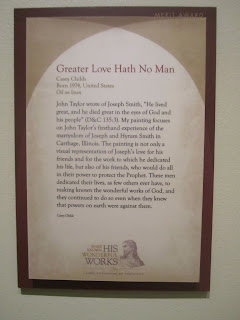 MERIT AWARD
Greater Love Hath No Man
Casey Childs
Born 1974, United States
Oil on linen
John Taylor wrote of Joseph Smith, "He lived
great, and he died great in the eyes of God and
his people" (D&C 135:3). My painting focuses
on John Taylor's firsthand experience of the
martyrdom of Joseph and Hyrum Smith in
Carthage, Illinois. The painting is not only a
visual representation of Joseph's love for his
friends and for the work to which he dedicated
his life, but also of his friends, who would do all
in their power to protect the Prophet. These men
dedicated their lives, as few others ever have, to
making known the wonderful works of God, and
they continued to do so even when they knew
that powers on earth were against them.
Casey Childs
MAKE KNOWN HIS
WONDERFUL
WORKS